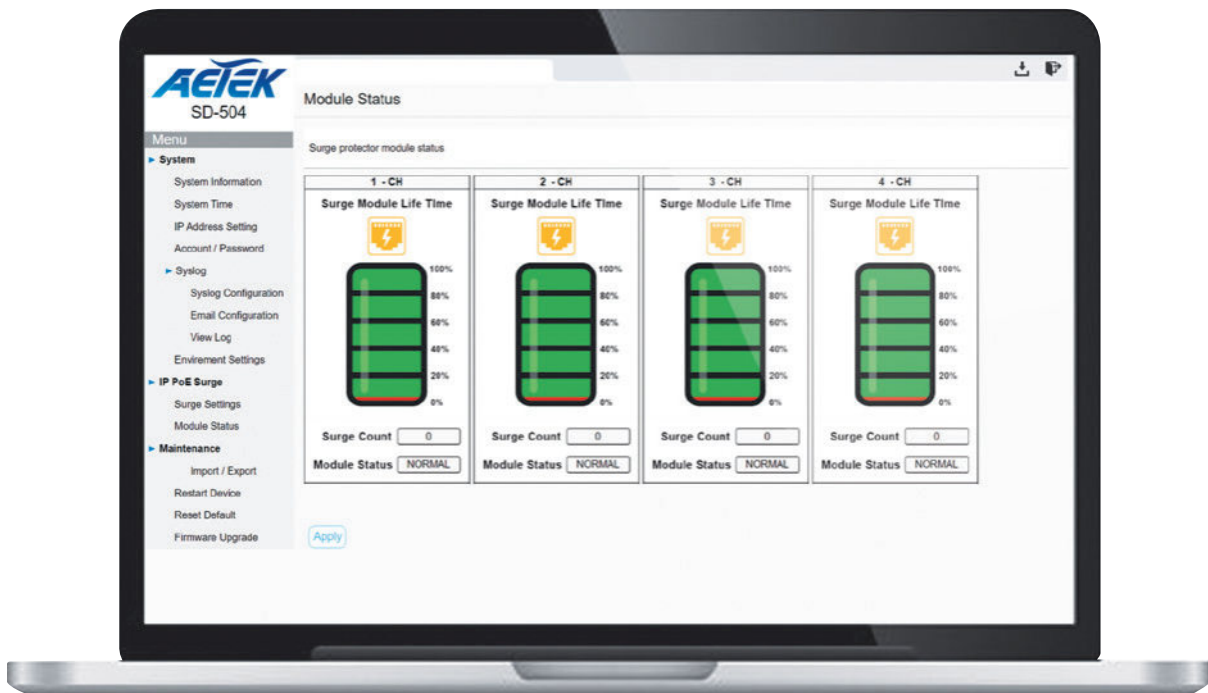 AETEK
SD-504
Menu
System
System Information
System Time
IP Address Setting
Account / Password
Syslog
Syslog Configuration
Email Configuration
View Log
Envirement Settings
IP PoE Surge
Surge Settings
Module Status
Maintenance
Import / Export
Restart Device
Reset Default
Firmware Upgrade
Module Status
Surge protector module status
1 - CH
Surge Module Life TIme
100%
80%
60%
40%
20%
0%
Surge Count 0
Module Status NORMAL
2 - CH
Surge Module Life TIme
100%
80%
60%
40%
20%
0%
Surge Count 0
Module Status NORMAL
3 - CH
Surge Module Life TIme
100%
80%
60%
40%
20%
0%
Surge Count 0
Module Status NORMAL
4 - CH
Surge Module Life TIme
100%
80%
60%
40%
20%
0%
Surge Count 0
Module Status NORMAL
Apply